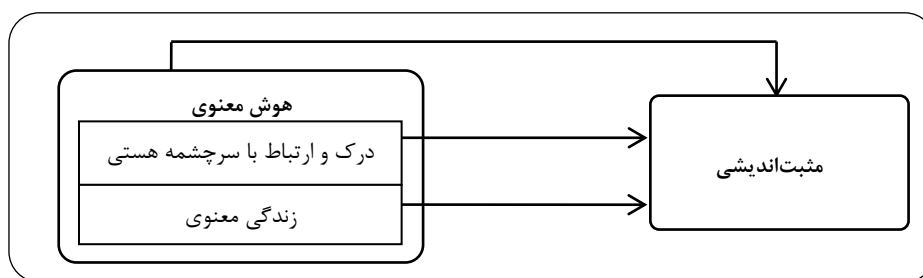 هوش معنوی
درک و ارتباط با سرچشمه هستی
زندگی معنوی
مثبت‌اندیشی